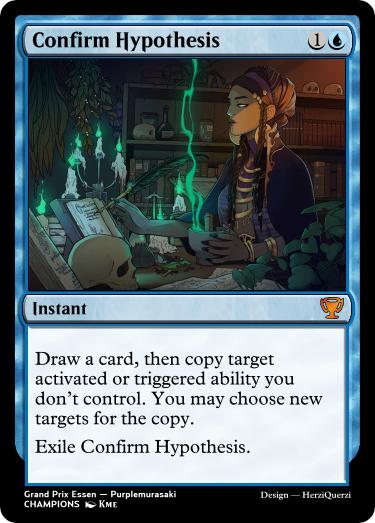 Confirm Hypothesis
1
Instant
Draw a card, then copy target
activated or triggered ability you
don't control. You may choose new
targets for the copy.
Exile Confirm Hypothesis.
Grand Prix Essen — Purplemurasaki
Design — HerziQuerzi
CHAMPIONS Kme